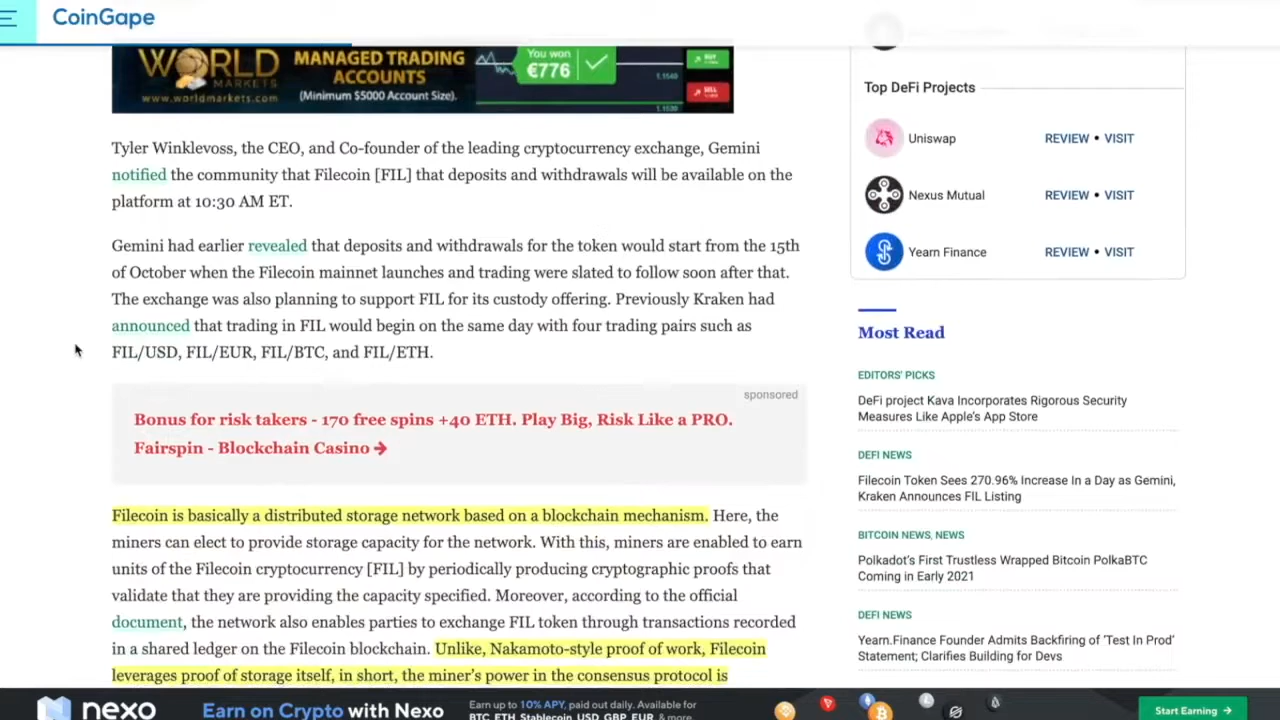 CoinGape
WORLD
MARKETS
www.worldmarkets.com
MANAGED TRADING
ACCOUNTS
(Minimum $5000 Account Size).
You won
€776
1.1540
1.1520
BUY
SELL
Tyler Winklevoss, the CEO, and Co-founder of the leading cryptocurrency exchange, Gemini
notified the community that Filecoin [FIL] that deposits and withdrawals will be available on the
platform at 10:30 AM ET.
Gemini had earlier revealed that deposits and withdrawals for the token would start from the 15th
of October when the Filecoin mainnet launches and trading were slated to follow soon after that.
The exchange was also planning to support FIL for its custody offering. Previously Kraken had
announced that trading in FIL would begin on the same day with four trading pairs such as
FIL/USD, FIL/EUR, FIL/BTC, and FIL/ETH.
sponsored
Bonus for risk takers - 170 free spins +40 ETH. Play Big, Risk Like a PRO.
Fairspin - Blockchain Casino →
Filecoin is basically a distributed storage network based on a blockchain mechanism. Here, the
miners can elect to provide storage capacity for the network. With this, miners are enabled to earn
units of the Filecoin cryptocurrency [FIL] by periodically producing cryptographic proofs that
validate that they are providing the capacity specified. Moreover, according to the official
document, the network also enables parties to exchange FIL token through transactions recorded
in a shared ledger on the Filecoin blockchain. Unlike, Nakamoto-style proof of work, Filecoin
leverages proof of storage itself, in short, the miner's power in the consensus protocol is
Top DeFi Projects
Uniswap REVIEW • VISIT
Nexus Mutual REVIEW • VISIT
Yearn Finance REVIEW • VISIT
Most Read
EDITORS' PICKS
DeFi project Kava Incorporates Rigorous Security
Measures Like Apple's App Store
DEFI NEWS
Filecoin Token Sees 270.96% Increase In a Day as Gemini,
Kraken Announces FIL Listing
BITCOIN NEWS, NEWS
Polkadot's First Trustless Wrapped Bitcoin PolkaBTC
Coming in Early 2021
DEFI NEWS
Yearn.Finance Founder Admits Backfiring of 'Test In Prod'
Statement; Clarifies Building for Devs
nexo
Earn on Crypto with Nexo
Earn up to 10% APY, paid out daily. Available for
BTC, ETH, Stablecoin, USD, GBP, EUR, & more.
Start Earning →